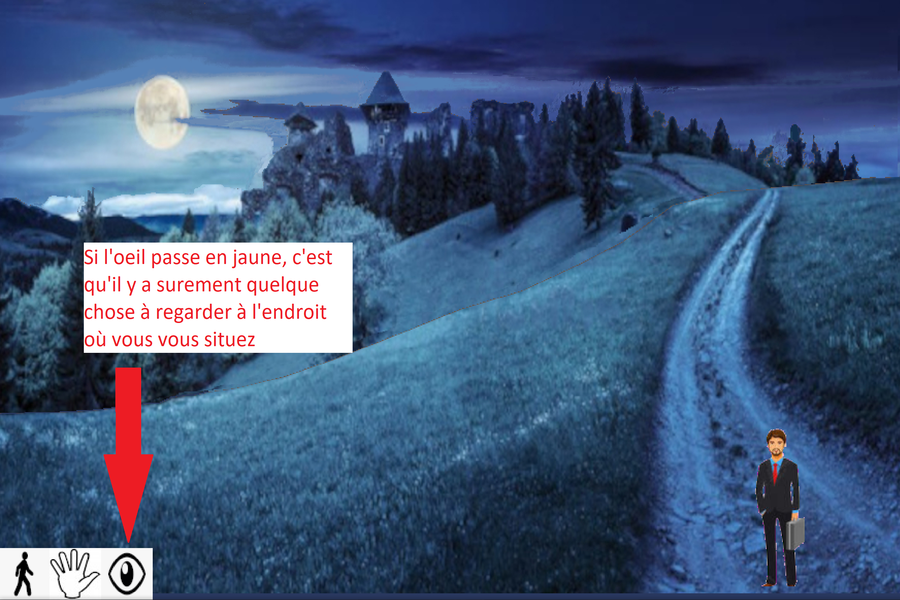 Si l'oeil passe en jaune, c'est
qu'il y a surement quelque
chose à regarder à l'endroit
où vous vous situez